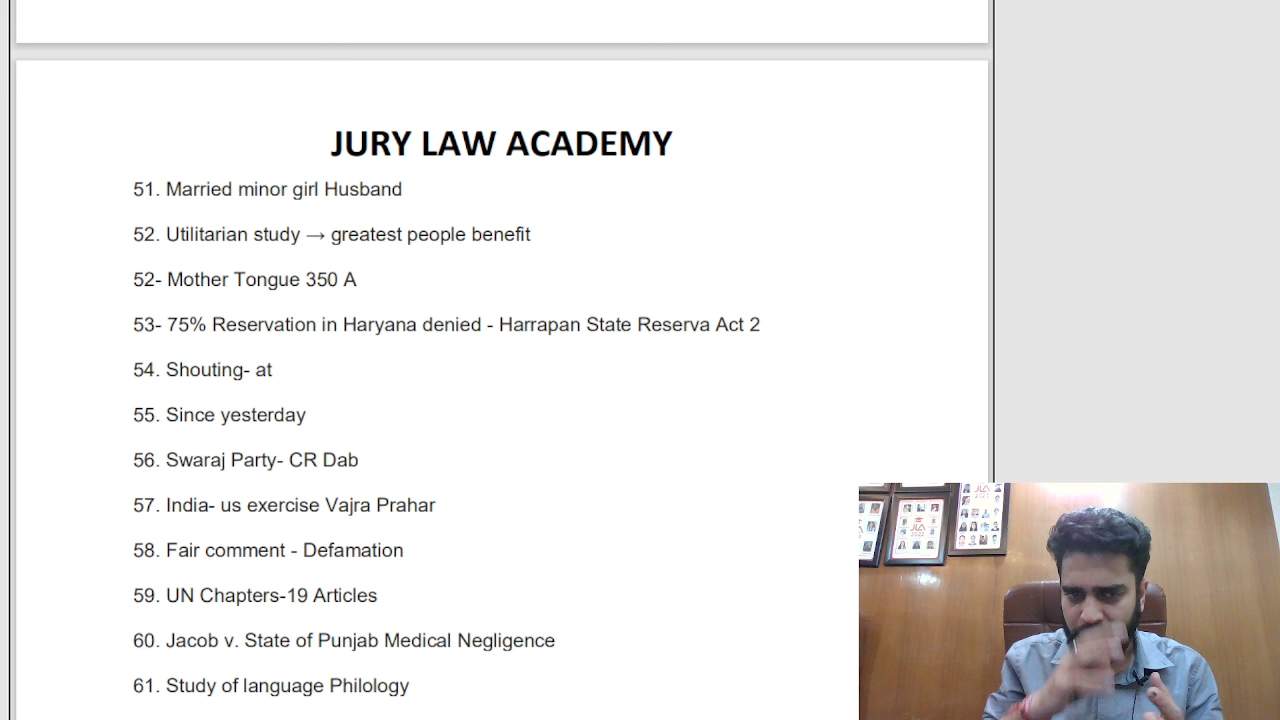 JURY LAW ACADEMY
51. Married minor girl Husband
52. Utilitarian study → greatest people benefit
52- Mother Tongue 350 A
53- 75% Reservation in Haryana denied - Harrapan State Reserva Act 2
54. Shouting- at
55. Since yesterday
56. Swaraj Party- CR Dab
57. India- us exercise Vajra Prahar
58. Fair comment - Defamation
59. UN Chapters-19 Articles
60. Jacob v. State of Punjab Medical Negligence
61. Study of language Philology
JLA
JLA
2022